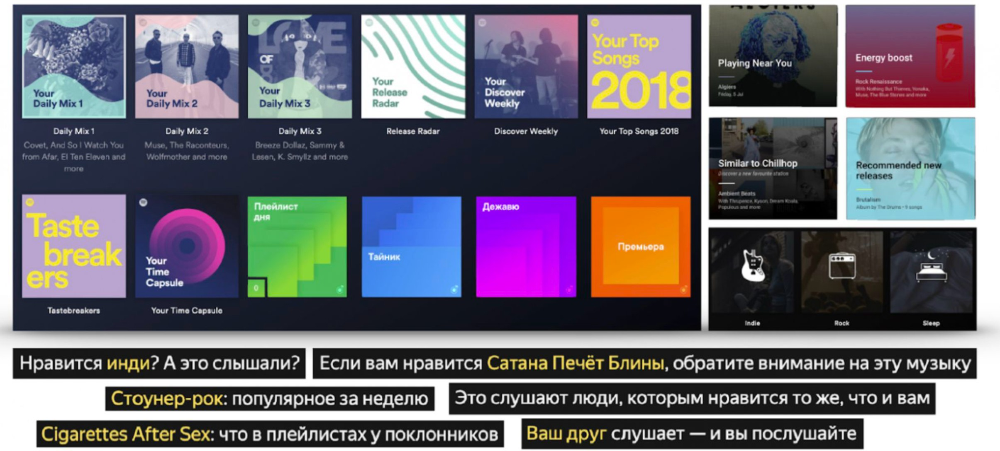 Your
Daily Mix 1
Your
Daily Mix 2
LOVE
OF
Your
Daily Mix 3
Your
Release
Radar
Your
Discover
Weekly
Your Top
Songs
2018
Daily Mix 1
Covet, And So I Watch You
from Afar, El Ten Eleven and
more
Daily Mix 2
Muse, The Raconteurs,
Wolfmother and more
Daily Mix 3
Breeze Dollaz, Sammy &
Lesen, K. Smyllz and more
Release Radar
Discover Weekly
Your Top Songs 2018
Taste
break
ers
Your
Time
Capsule
Плейлист
дня
0
Тайник
Дежавю
Премьера
Tastebreakers
Your Time Capsule
ALGIERS
Playing Near You
Algiers
Friday, 5 Jul
Energy boost
Rock Renaissance
With Nothing But Thieves, Yonaka,
Muse, The Blue Stones and more
Similar to Chillhop
Discover a new favourite station
Ambient Beats
With Thrupence, Kyson, Dream Koala,
Populous and more
Recommended new
releases
Brutalism
Album by The Drums • 9 songs
Indie
Rock
Sleep
Нравится инди? А это слышали?
Если вам нравится Сатана Печёт Блины, обратите внимание на эту музыку
Стоунер-рок: популярное за неделю
Это слушают люди, которым нравится то же, что и вам
Cigarettes After Sex: что в плейлистах у поклонников
Ваш друг слушает — и вы послушайте